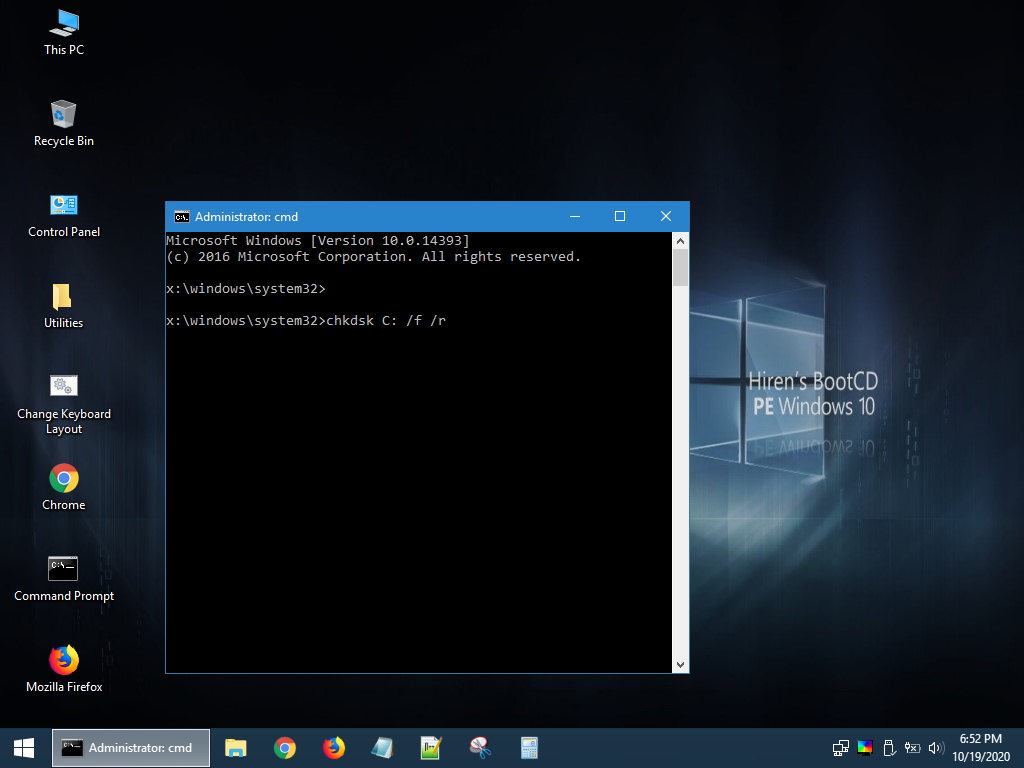 This PC
Recycle Bin
Control Panel
Utilities
Change Keyboard
Layout
Chrome
Command Prompt
Mozilla Firefox
Administrator: cmd
Microsoft Windows [Version 10.0.14393]
(c) 2016 Microsoft Corporation. All rights reserved.
x:\windows\system32>
x:\windows\system32>chkdsk C: /f /r
Hiren's BootCD
PE Windows 10
Administrator: cmd
6:52 PM
10/19/2020